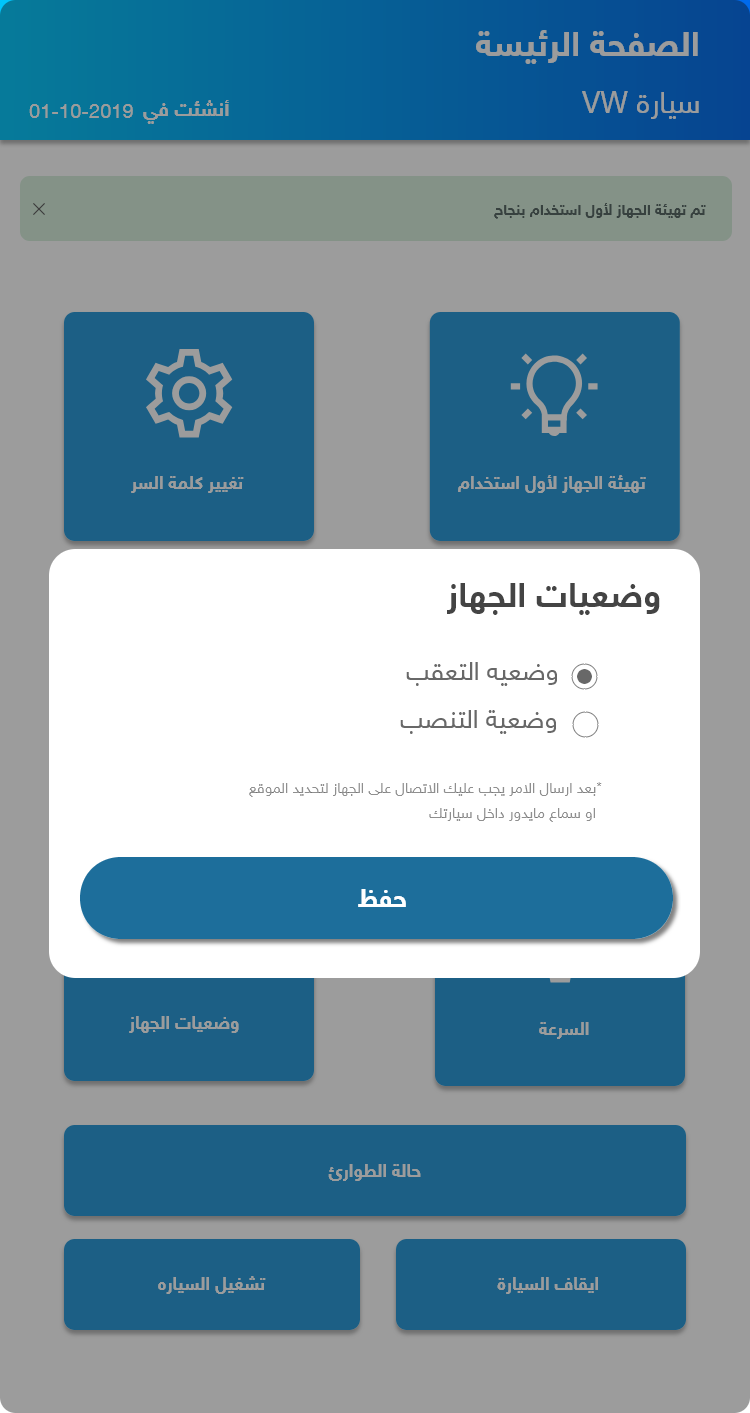 الصفحة الرئيسة
سيارة VW
أنشئت في 01-10-2019
تم تهيئة الجهاز لأول استخدام بنجاح
تهيئة الجهاز لأول استخدام
تغيير كلمة السر
وضعيات الجهاز
وضعيه التعقب
وضعية التنصب
*بعد ارسال الامر يجب عليك الاتصال على الجهاز لتحديد الموقع
او سماع مايدور داخل سيارتك
حفظ
السرعة
وضعيات الجهاز
حالة الطوارئ
ايقاف السيارة
تشغيل السياره